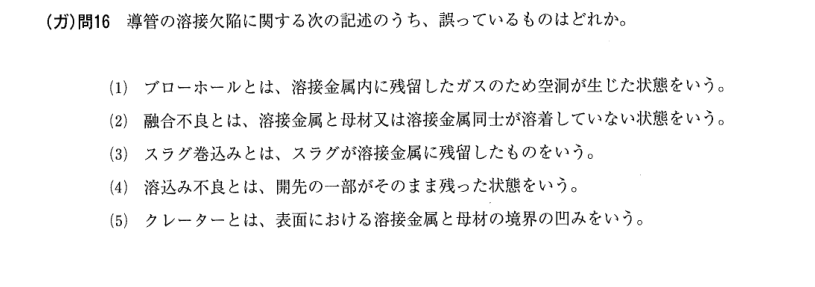 (ガ)問16 導管の溶接欠陥に関する次の記述のうち、誤っているものはどれか。
(1) ブローホールとは、溶接金属内に残留したガスのため空洞が生じた状態をいう。
(2) 融合不良とは、溶接金属と母材又は溶接金属同士が溶着していない状態をいう。
(3) スラグ巻込みとは、スラグが溶接金属に残留したものをいう。
(4) 溶込み不良とは、開先の一部がそのまま残った状態をいう。
(5) クレーターとは、表面における溶接金属と母材の境界の凹みをいう。